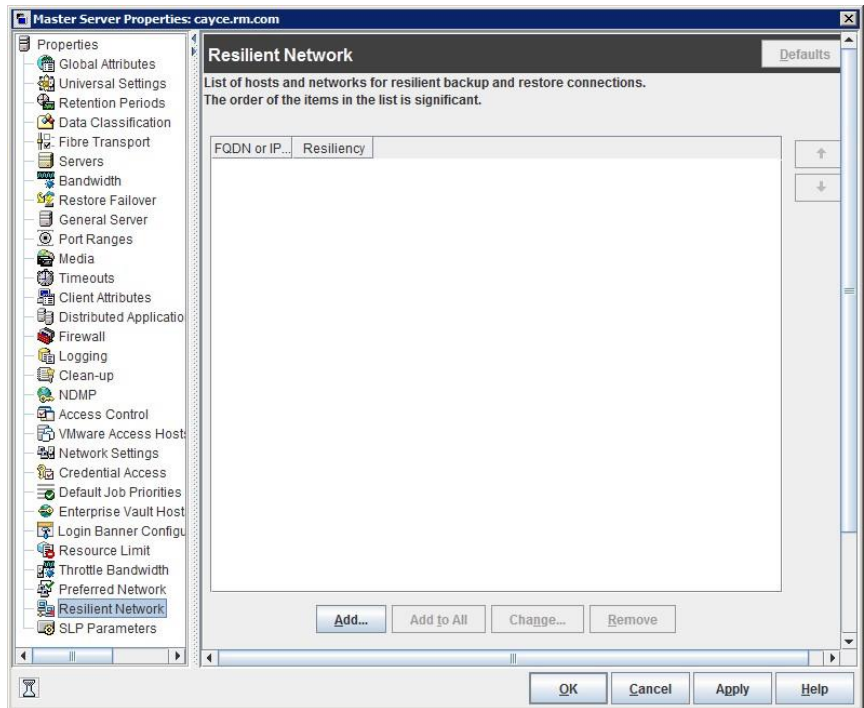 Master Server Properties: cayce.rm.com
Properties
Global Attributes
Universal Settings
Retention Periods
Data Classification
Fibre Transport
Servers
Bandwidth
Restore Failover
General Server
Port Ranges
Media
Timeouts
Client Attributes
Distributed Applicatio
Firewall
Logging
Clean-up
NDMP
Access Control
VMware Access Hosts
Network Settings
Credential Access
Default Job Priorities
Enterprise Vault Host
Login Banner Configu
Resource Limit
Throttle Bandwidth
Preferred Network
Resilient Network
SLP Parameters
Resilient Network
Defaults
List of hosts and networks for resilient backup and restore connections.
The order of the items in the list is significant.
FQDN or IP... Resiliency
Add... Add to All Change... Remove
OK Cancel Apply Help